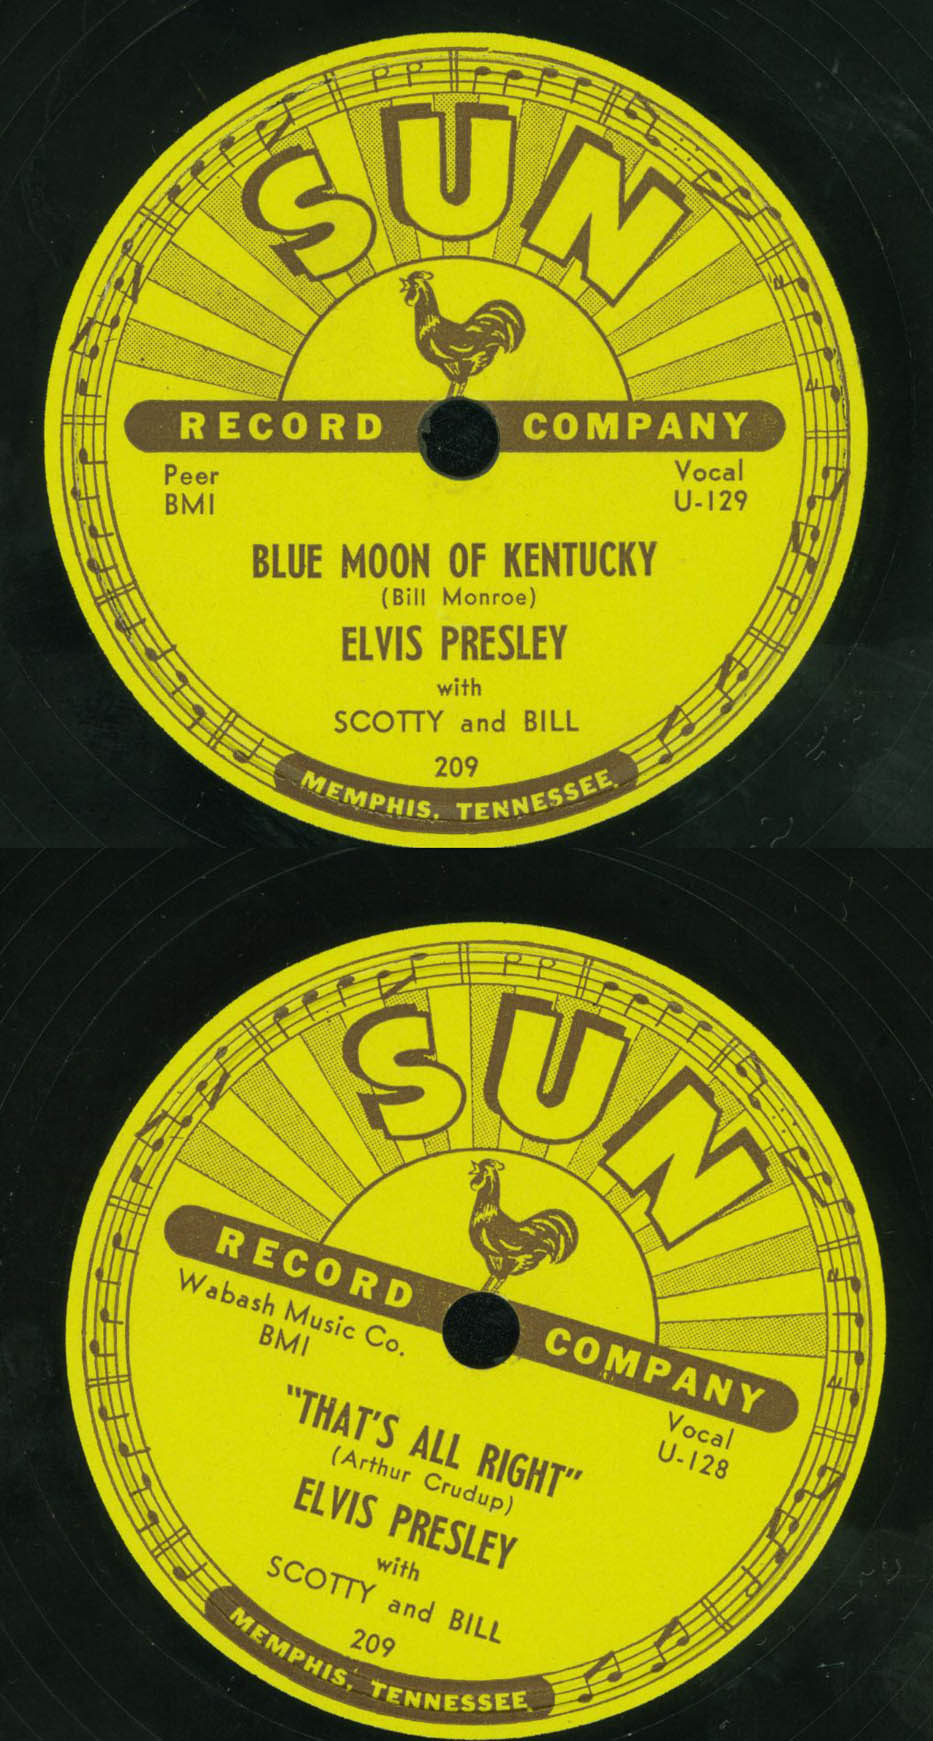 SUN
RECORD COMPANY
Peer
BMI
Vocal
U-129
BLUE MOON OF KENTUCKY
(Bill Monroe)
ELVIS PRESLEY
with
SCOTTY and BILL
209
MEMPHIS, TENNESSEE
SUN
RECORD COMPANY
Wabash Music Co.
BMI
Vocal
U-128
"THAT'S ALL RIGHT"
(Arthur Crudup)
ELVIS PRESLEY
with
SCOTTY and BILL
209
MEMPHIS, TENNESSEE